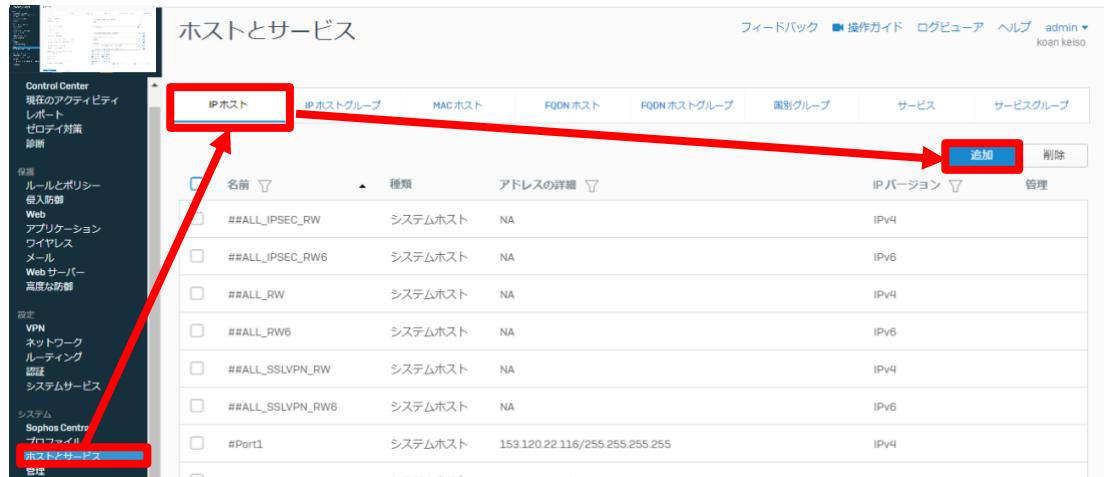 ホストとサービス
フィードバック 操作ガイド ログビューア ヘルプ admin
koan keiso
Control Center
現在のアクティビティ
レポート
ゼロデイ対策
診断
保護
ルールとポリシー
侵入防御
Web
アプリケーション
ワイヤレス
メール
Web サーバー
高度な防御
設定
VPN
ネットワーク
ルーティング
認証
システムサービス
システム
Sophos Central
プロファイル
ホストとサービス
管理
IP ホスト IP ホストグループ MAC ホスト FQDN ホスト FQDN ホストグループ 国別グループ サービス サービスグループ
追加 削除
名前 種類 アドレスの詳細 IP バージョン 管理
##ALL_IPSEC_RW システムホスト NA IPv4
##ALL_IPSEC_RW6 システムホスト NA IPv6
##ALL_RW システムホスト NA IPv4
##ALL_RW6 システムホスト NA IPv6
##ALL_SSLVPN_RW システムホスト NA IPv4
##ALL_SSLVPN_RW6 システムホスト NA IPv6
#Port1 システムホスト 153.120.22.116/255.255.255.255 IPv4